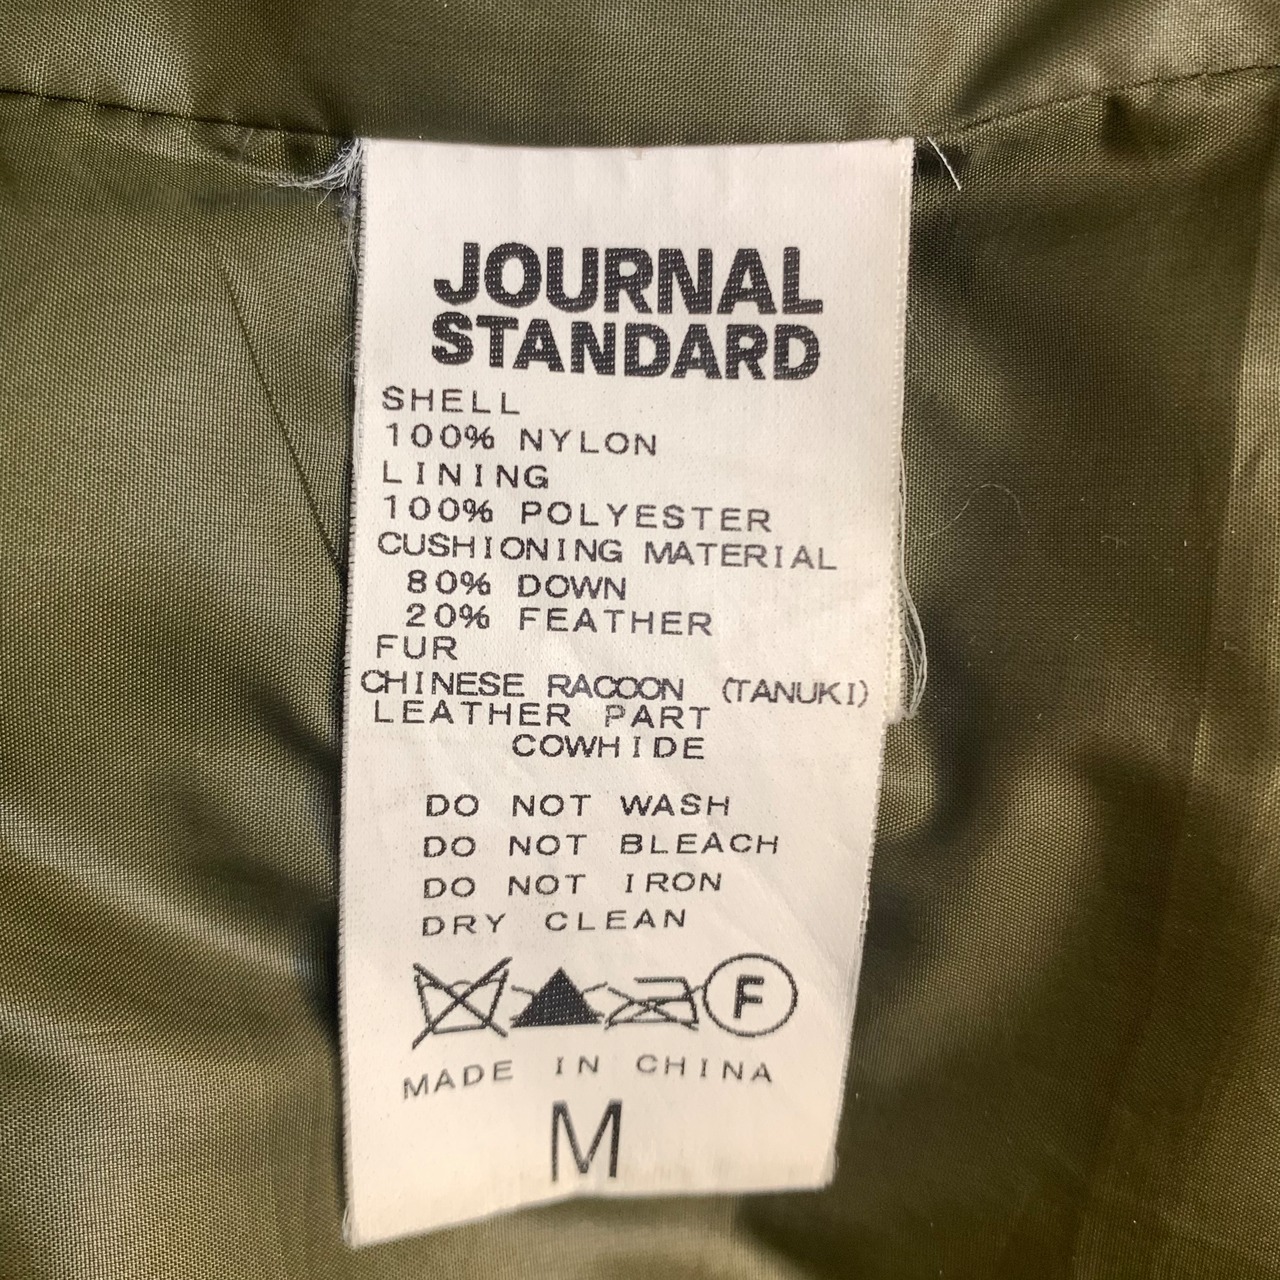 JOURNAL
STANDARD
SHELL
100% NYLON
LINING
100% POLYESTER
CUSHIONING MATERIAL
80% DOWN
20% FEATHER
FUR
CHINESE RACOON (TANUKI)
LEATHER PART
COWHIDE
DO NOT WASH
DO NOT BLEACH
DO NOT IRON
DRY CLEAN
F
MADE IN CHINA
M